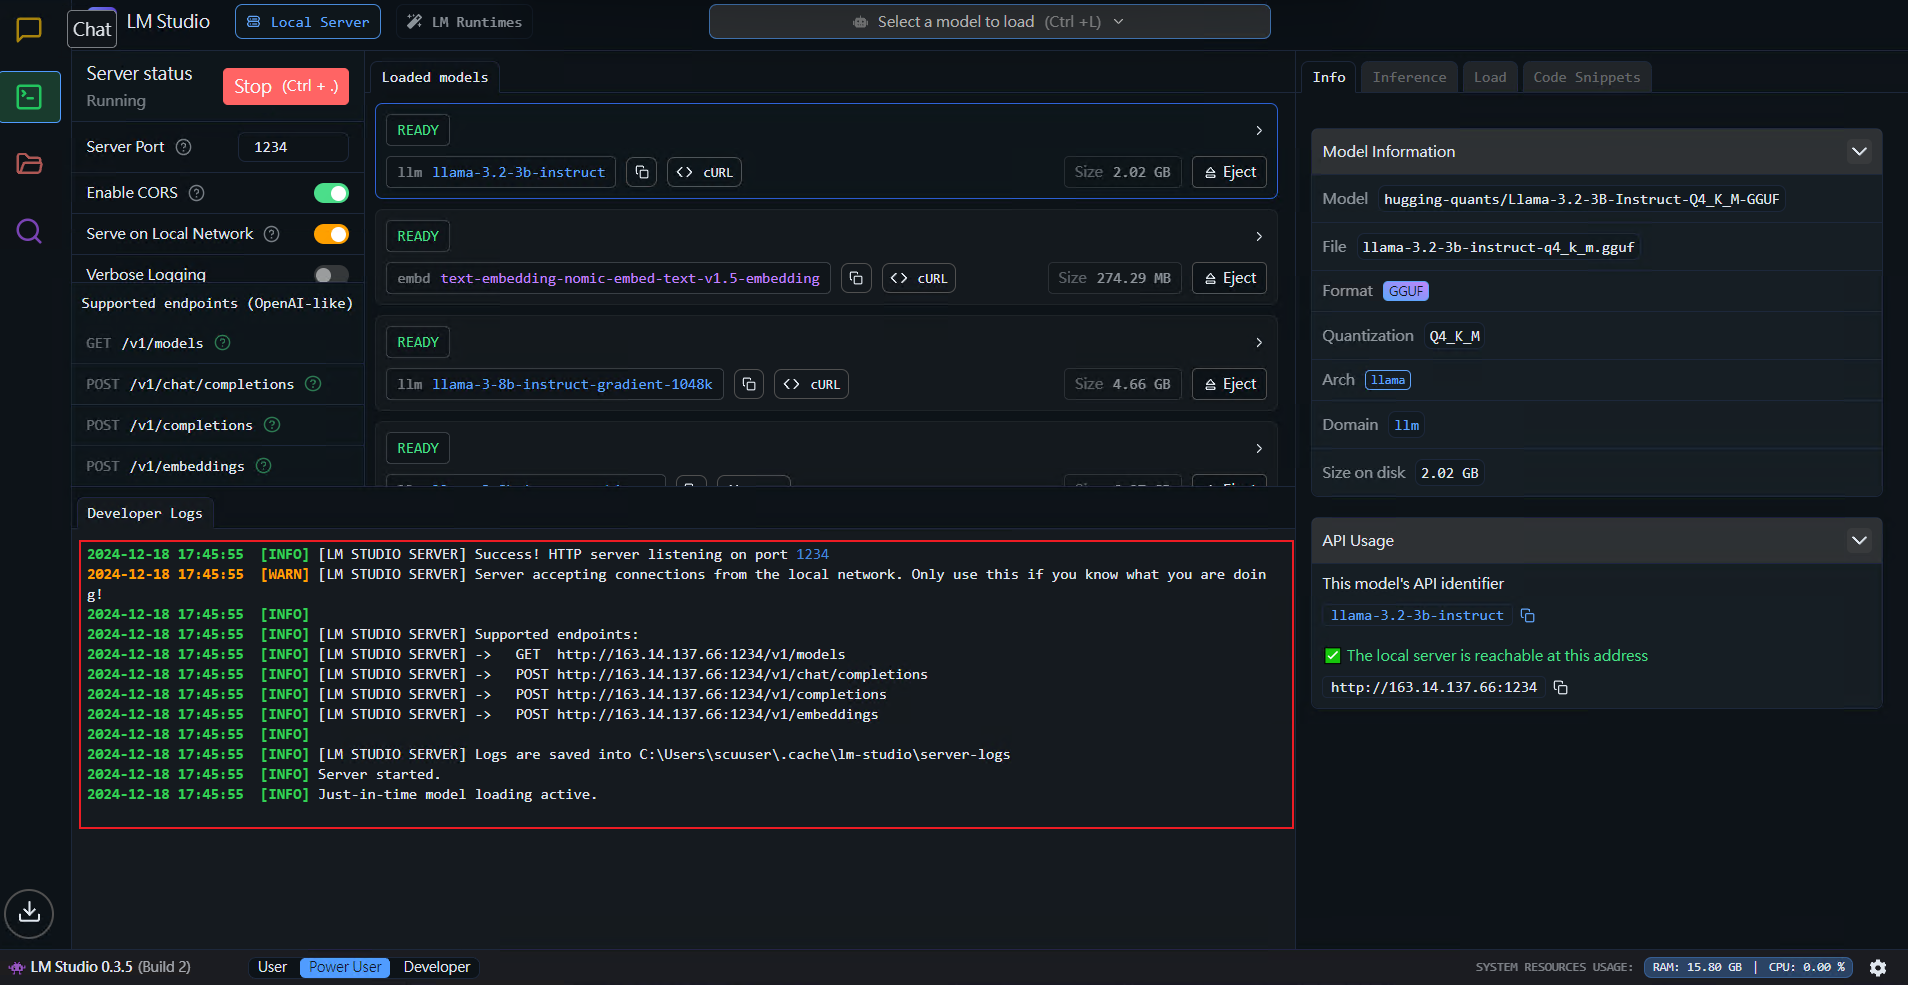 Chat
LM Studio
Local Server
LM Runtimes
Select a model to load (Ctrl +L)
Server status
Running
Stop (Ctrl + .)
Server Port
1234
Enable CORS
Serve on Local Network
Verbose Logging
Supported endpoints (OpenAI-like)
GET /v1/models
POST /v1/chat/completions
POST /v1/completions
POST /v1/embeddings
Loaded models
READY
llm llama-3.2-3b-instruct
cURL
Size 2.02 GB
Eject
READY
embd text-embedding-nomic-embed-text-v1.5-embedding
cURL
Size 274.29 MB
Eject
READY
llm llama-3-8b-instruct-gradient-1048k
cURL
Size 4.66 GB
Eject
READY
Developer Logs
2024-12-18 17:45:55 [INFO] [LM STUDIO SERVER] Success! HTTP server listening on port 1234
2024-12-18 17:45:55 [WARN] [LM STUDIO SERVER] Server accepting connections from the local network. Only use this if you know what you are doin
g!
2024-12-18 17:45:55 [INFO]
2024-12-18 17:45:55 [INFO] [LM STUDIO SERVER] Supported endpoints:
2024-12-18 17:45:55 [INFO] [LM STUDIO SERVER] -> GET http://163.14.137.66:1234/v1/models
2024-12-18 17:45:55 [INFO] [LM STUDIO SERVER] -> POST http://163.14.137.66:1234/v1/chat/completions
2024-12-18 17:45:55 [INFO] [LM STUDIO SERVER] -> POST http://163.14.137.66:1234/v1/completions
2024-12-18 17:45:55 [INFO] [LM STUDIO SERVER] -> POST http://163.14.137.66:1234/v1/embeddings
2024-12-18 17:45:55 [INFO]
2024-12-18 17:45:55 [INFO] [LM STUDIO SERVER] Logs are saved into C:\Users\scuuser\.cache\lm-studio\server-logs
2024-12-18 17:45:55 [INFO] Server started.
2024-12-18 17:45:55 [INFO] Just-in-time model loading active.
Info
Inference
Load
Code Snippets
Model Information
Model hugging-quants/Llama-3.2-3B-Instruct-Q4_K_M-GGUF
File llama-3.2-3b-instruct-q4_k_m.gguf
Format GGUF
Quantization Q4_K_M
Arch llama
Domain llm
Size on disk 2.02 GB
API Usage
This model's API identifier
llama-3.2-3b-instruct
The local server is reachable at this address
http://163.14.137.66:1234
LM Studio 0.3.5 (Build 2)
User
Power User
Developer
SYSTEM RESOURCES USAGE:
RAM: 15.80 GB | CPU: 0.00 %